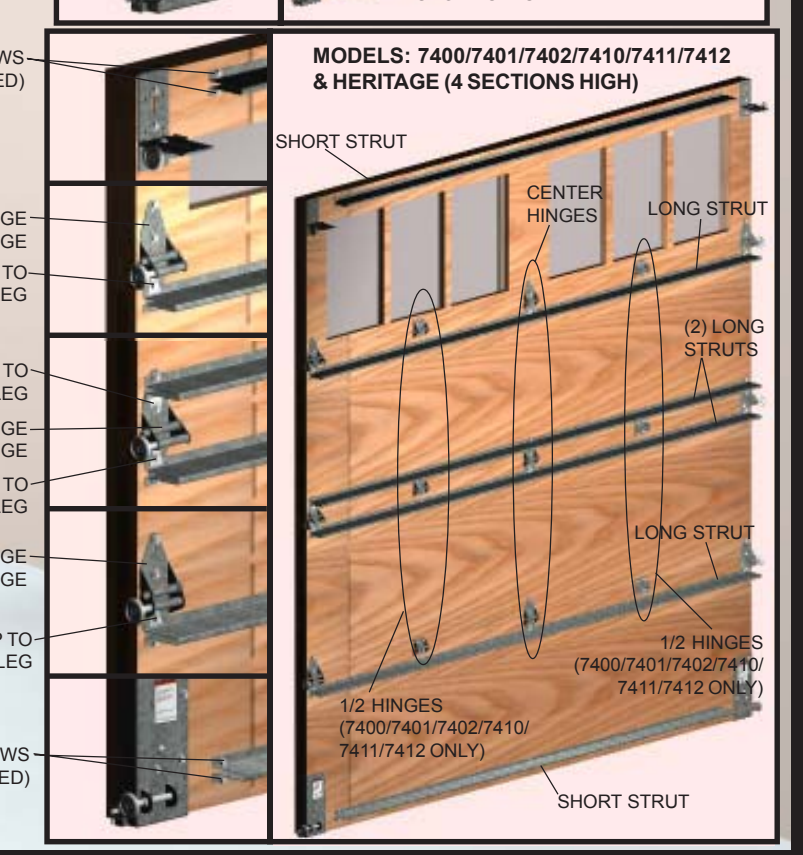 MODELS: 7400/7401/7402/7410/7411/7412
& HERITAGE (4 SECTIONS HIGH)
SHORT STRUT
CENTER
HINGES
LONG STRUT
(2) LONG
STRUTS
LONG STRUT
1/2 HINGES
(7400/7401/7402/7410/
7411/7412 ONLY)
1/2 HINGES
(7400/7401/7402/7410/
7411/7412 ONLY)
SHORT STRUT
WS
ED)
GE
GE
TO
EG
TO
EG
GE
GE
TO
EG
GE
GE
P TO
LEG
WS
ED)